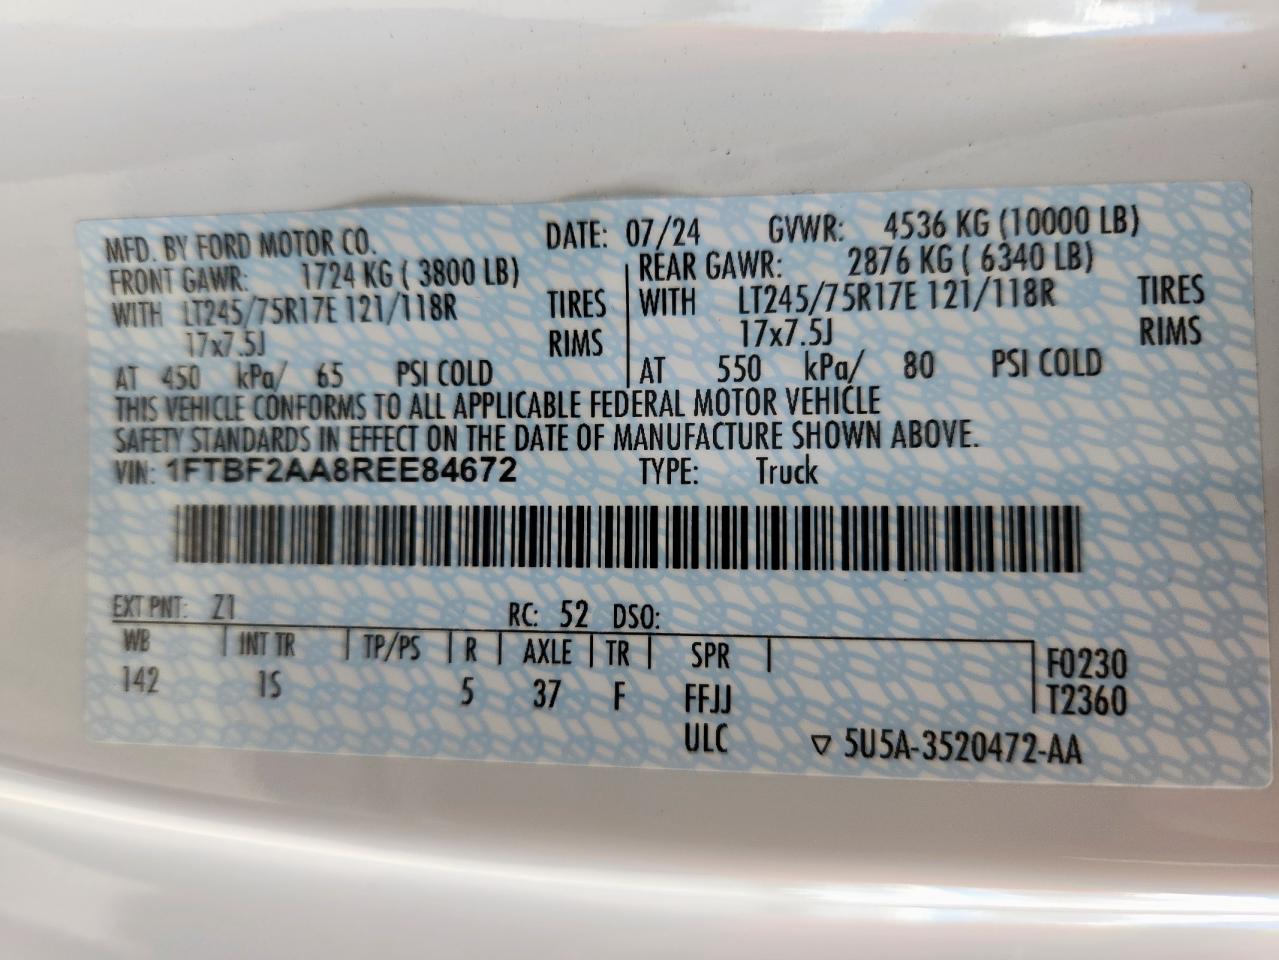 MFD. BY FORD MOTOR CO. DATE: 07/24 GVWR: 4536 KG (10000 LB)
FRONT GAWR: 1724 KG ( 3800 LB) REAR GAWR: 2876 KG ( 6340 LB)
WITH LT245/75R17E 121/118R TIRES WITH LT245/75R17E 121/118R TIRES
17x7.5J RIMS 17x7.5J RIMS
AT 450 kPa/ 65 PSI COLD AT 550 kPa/ 80 PSI COLD
THIS VEHICLE CONFORMS TO ALL APPLICABLE FEDERAL MOTOR VEHICLE
SAFETY STANDARDS IN EFFECT ON THE DATE OF MANUFACTURE SHOWN ABOVE.
VIN: 1FTBF2AA8REE84672 TYPE: Truck
EXT PNT: Z1 RC: 52 DSO:
WB INT TR TP/PS R AXLE TR SPR F0230
142 1S 5 37 F FFJJ T2360
ULC ▽ 5U5A-3520472-AA